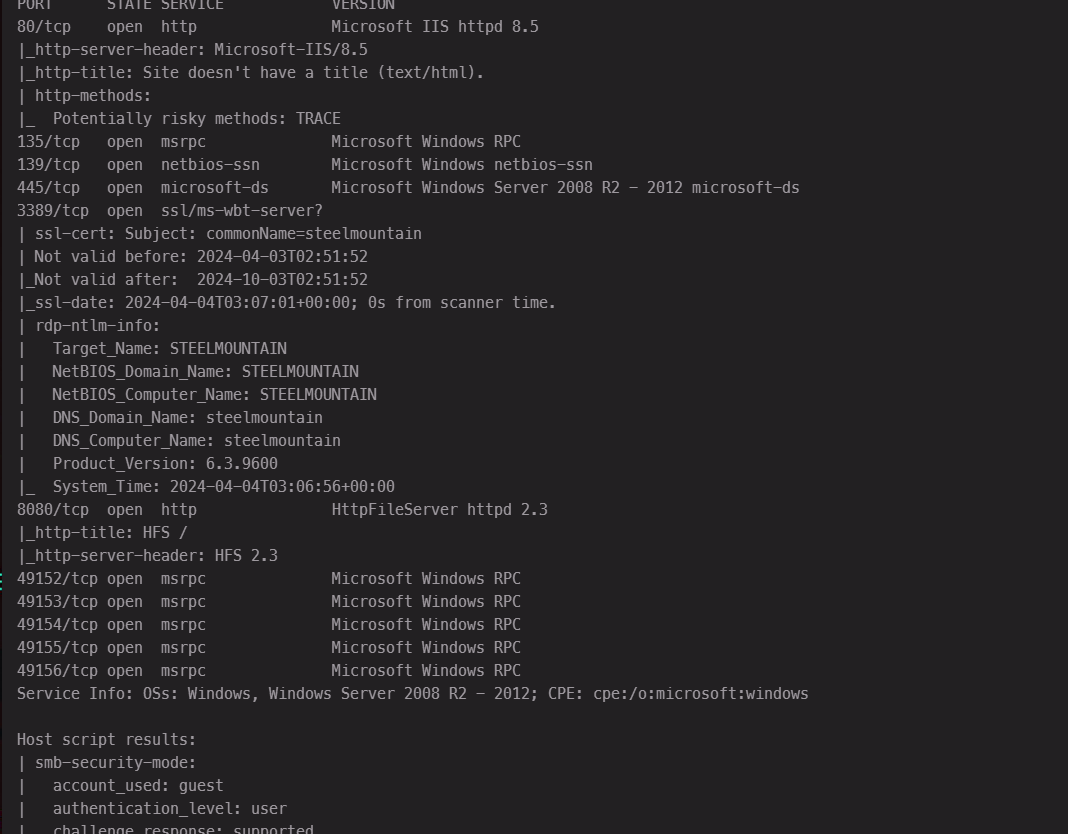 PORT      STATE SERVICE            VERSION
80/tcp    open  http               Microsoft IIS httpd 8.5
|_http-server-header: Microsoft-IIS/8.5
|_http-title: Site doesn't have a title (text/html).
| http-methods:
|_  Potentially risky methods: TRACE
135/tcp   open  msrpc              Microsoft Windows RPC
139/tcp   open  netbios-ssn        Microsoft Windows netbios-ssn
445/tcp   open  microsoft-ds       Microsoft Windows Server 2008 R2 - 2012 microsoft-ds
3389/tcp  open  ssl/ms-wbt-server?
| ssl-cert: Subject: commonName=steelmountain
| Not valid before: 2024-04-03T02:51:52
|_Not valid after:  2024-10-03T02:51:52
|_ssl-date: 2024-04-04T03:07:01+00:00; 0s from scanner time.
| rdp-ntlm-info:
|   Target_Name: STEELMOUNTAIN
|   NetBIOS_Domain_Name: STEELMOUNTAIN
|   NetBIOS_Computer_Name: STEELMOUNTAIN
|   DNS_Domain_Name: steelmountain
|   DNS_Computer_Name: steelmountain
|   Product_Version: 6.3.9600
|_  System_Time: 2024-04-04T03:06:56+00:00
8080/tcp  open  http               HttpFileServer httpd 2.3
|_http-title: HFS /
|_http-server-header: HFS 2.3
49152/tcp open  msrpc              Microsoft Windows RPC
49153/tcp open  msrpc              Microsoft Windows RPC
49154/tcp open  msrpc              Microsoft Windows RPC
49155/tcp open  msrpc              Microsoft Windows RPC
49156/tcp open  msrpc              Microsoft Windows RPC
Service Info: OSs: Windows, Windows Server 2008 R2 - 2012; CPE: cpe:/o:microsoft:windows

Host script results:
| smb-security-mode:
|   account_used: guest
|   authentication_level: user
|   challenge_response: supported